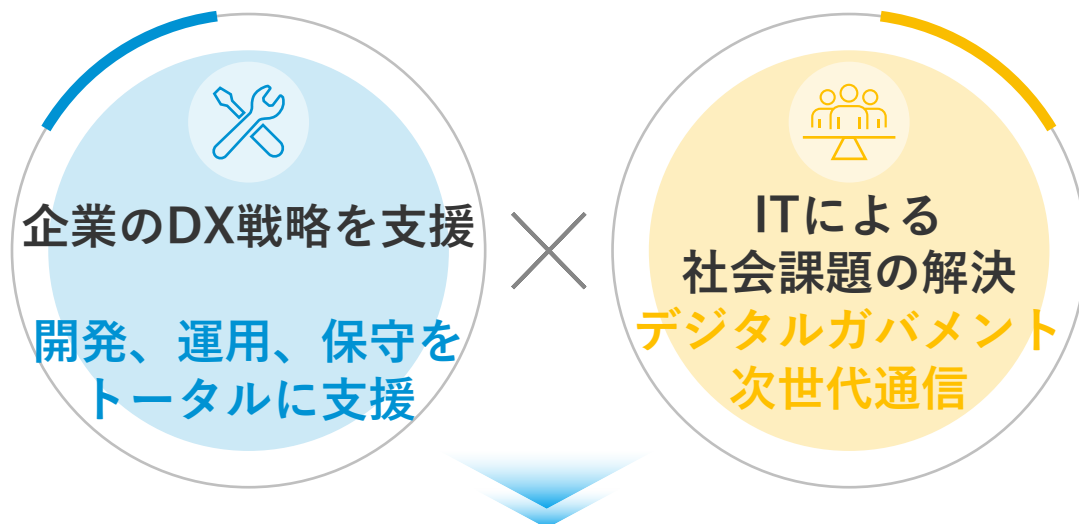 企業のDX戦略を支援
開発、運用、保守を
トータルに支援
ITによる
社会課題の解決
デジタルガバメント
次世代通信